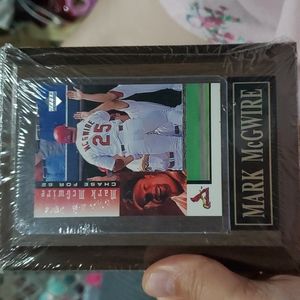 McGWIRE
25
CHASE FOR 62
MARK McGWIRE
MARK McGWIRE